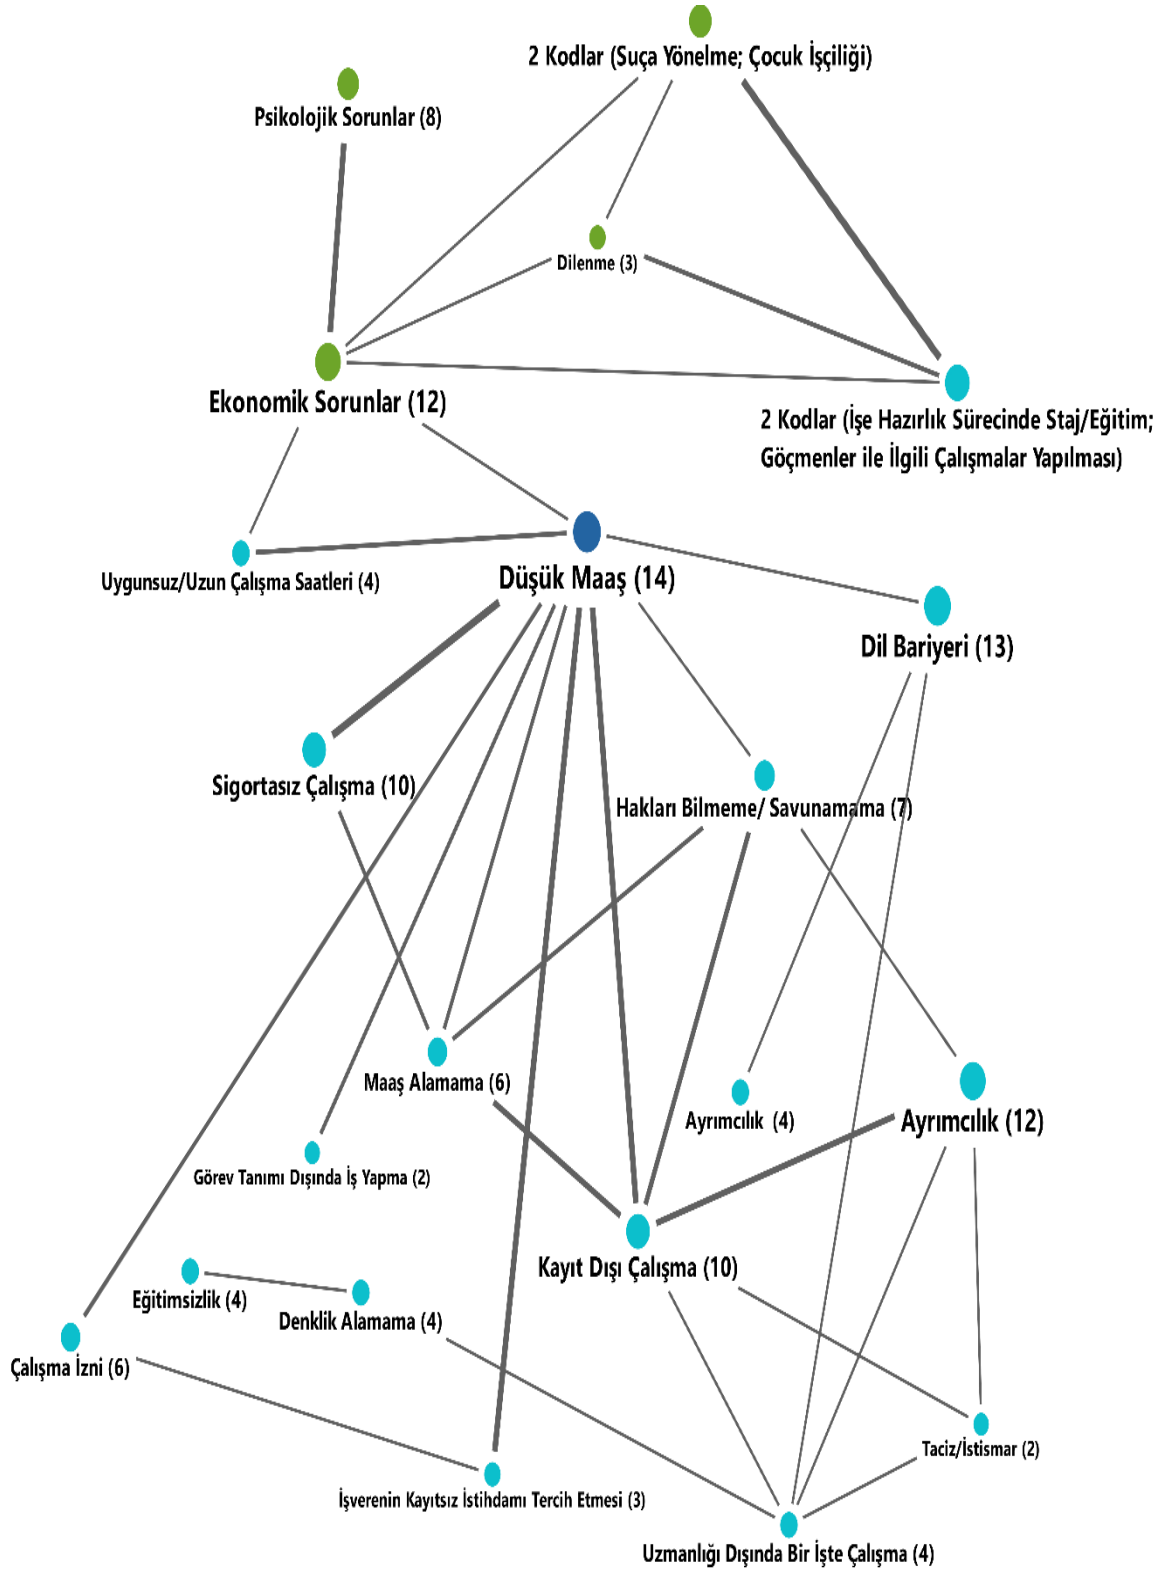 2 Kodlar (Suça Yönelme; Çocuk İşçiliği)
Psikolojik Sorunlar (8)
Dilenme (3)
Ekonomik Sorunlar (12)
2 Kodlar (İşe Hazırlık Sürecinde Staj/Eğitim;
Göçmenler ile İlgili Çalışmalar Yapılması)
Uygunsuz/Uzun Çalışma Saatleri (4)
Düşük Maaş (14)
Dil Bariyeri (13)
Sigortasız Çalışma (10)
Hakları Bilmeme/ Savunamama (7)
Maaş Alamama (6)
Ayrımcılık  (4)
Ayrımcılık (12)
Görev Tanımı Dışında İş Yapma (2)
Kayıt Dışı Çalışma (10)
Eğitimsizlik (4)
Denklik Alamama (4)
Çalışma İzni (6)
Taciz/İstismar (2)
İşverenin Kayıtsız İstihdamı Tercih Etmesi (3)
Uzmanlığı Dışında Bir İşte Çalışma (4)